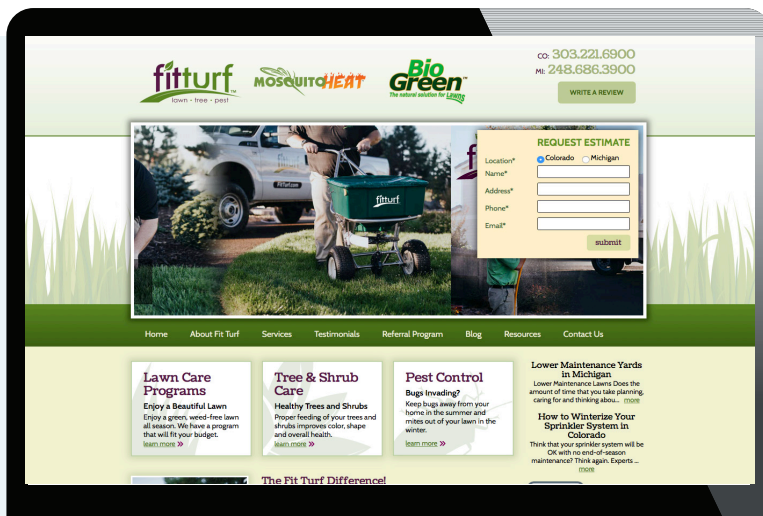 fitturf™
lawn · tree · pest
MOSQUITO HEAT
Bio Green™
The natural solution for Lawns
CO: 303.221.6900
MI: 248.686.3900
WRITE A REVIEW
FitTurf.com
fitturf
REQUEST ESTIMATE
Location* Colorado Michigan
Name*
Address*
Phone*
Email*
submit
Home About Fit Turf Services Testimonials Referral Program Blog Resources Contact Us
Lawn Care
Programs
Enjoy a Beautiful Lawn
Enjoy a green, weed-free lawn
all season. We have a program
that will fit your budget.
learn more »
Tree & Shrub
Care
Healthy Trees and Shrubs
Proper feeding of your trees and
shrubs improves color, shape
and overall health.
learn more »
Pest Control
Bugs Invading?
Keep bugs away from your
home in the summer and
mites out of your lawn in the
winter.
learn more »
Lower Maintenance Yards
in Michigan
Lower Maintenance Lawns Does the
amount of time that you take planning,
caring for and thinking abou... more
How to Winterize Your
Sprinkler System in
Colorado
Think that your sprinkler system will be
OK with no end-of-season
maintenance? Think again. Experts ...
more
The Fit Turf Difference!